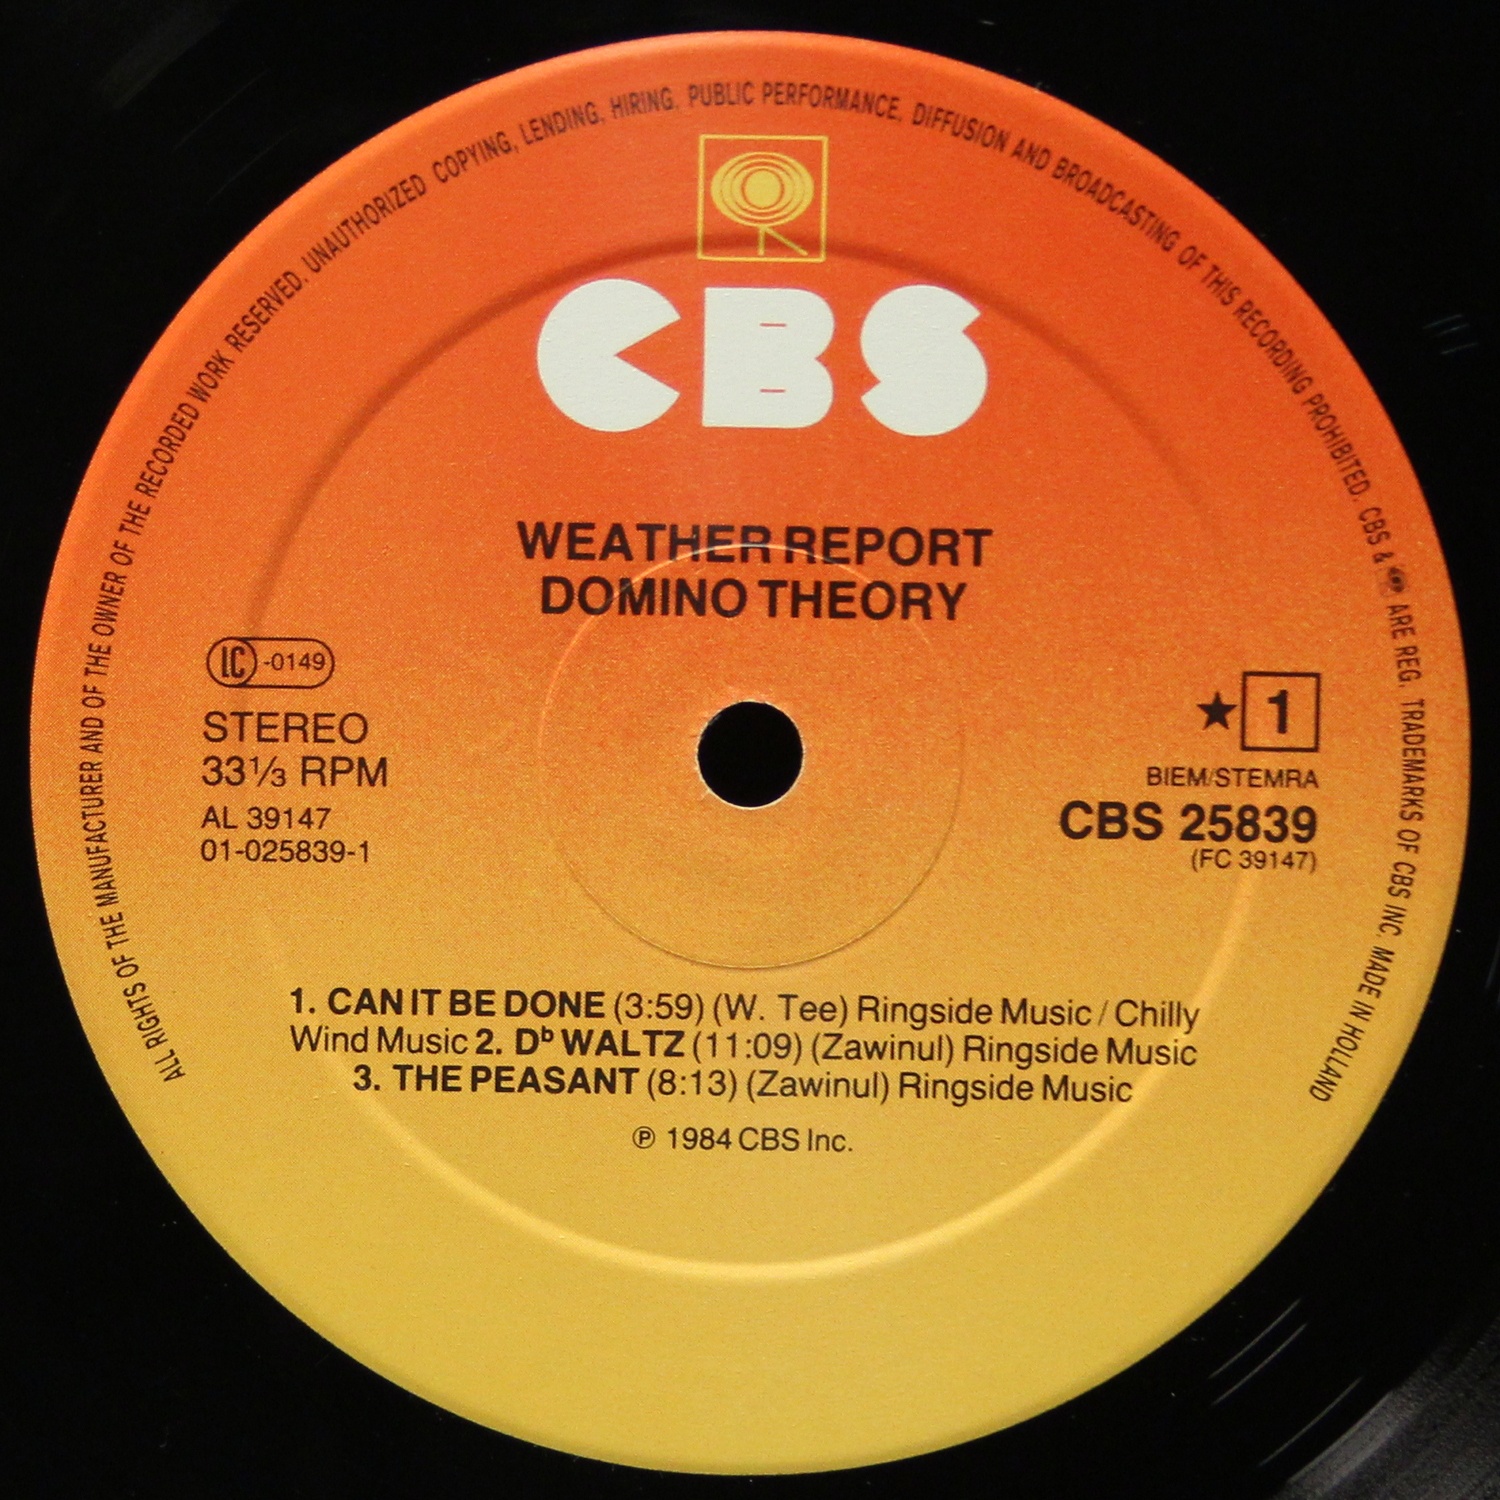 ALL RIGHTS OF THE MANUFACTURER AND OF THE OWNER OF THE RECORDED WORK RESERVED. UNAUTHORIZED COPYING, LENDING, HIRING, PUBLIC PERFORMANCE, DIFFUSION AND BROADCASTING OF THIS RECORDING PROHIBITED. CBS & ARE REG. TRADEMARKS OF CBS INC. MADE IN HOLLAND
CBS
WEATHER REPORT
DOMINO THEORY
LC-0149
STEREO
33⅓ RPM
AL 39147
01-025839-1
★ 1
BIEM/STEMRA
CBS 25839
(FC 39147)
1. CAN IT BE DONE (3:59) (W. Tee) Ringside Music / Chilly
Wind Music 2. Dᵇ WALTZ (11:09) (Zawinul) Ringside Music
3. THE PEASANT (8:13) (Zawinul) Ringside Music
℗ 1984 CBS Inc.